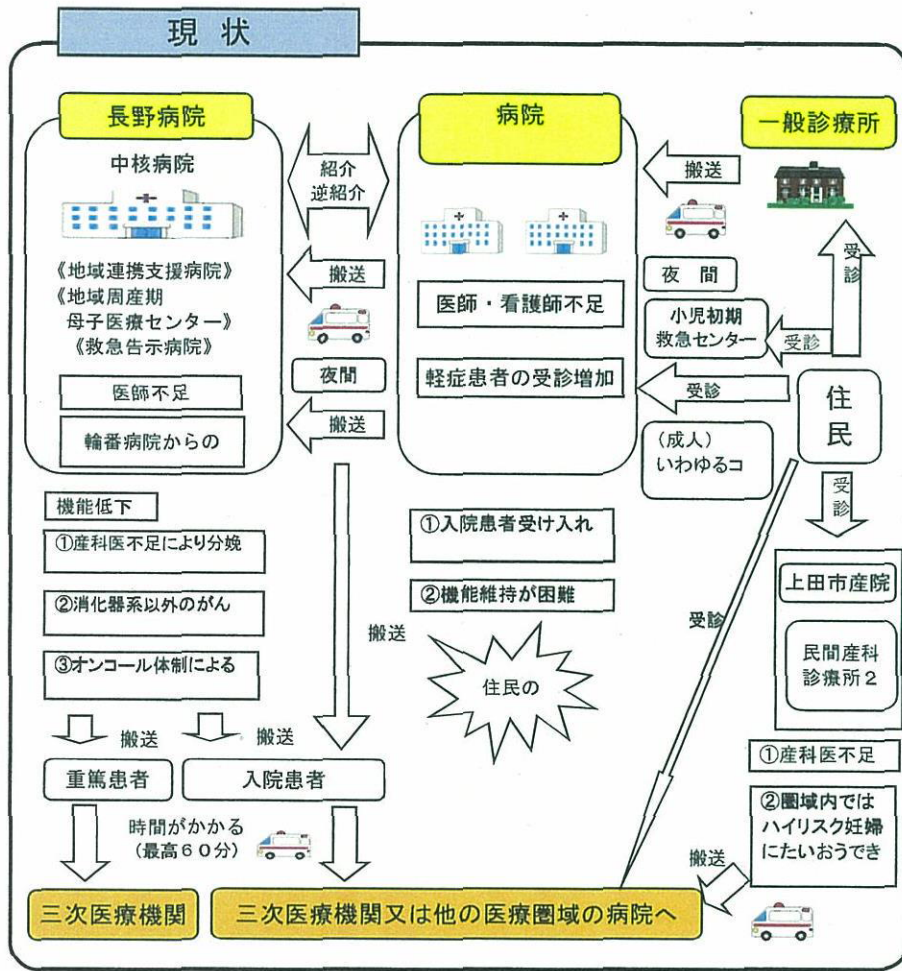 現 状
長野病院
中核病院
《地域連携支援病院》
《地域周産期
母子医療センター》
《救急告示病院》
医師不足
輪番病院からの
機能低下
①産科医不足により分娩
②消化器系以外のがん
③オンコール体制による
搬送
搬送
重篤患者
入院患者
時間がかかる
(最高60分)
三次医療機関
紹介
逆紹介
搬送
夜間
搬送
搬送
病院
医師・看護師不足
軽症患者の受診増加
①入院患者受け入れ
②機能維持が困難
住民の
三次医療機関又は他の医療圏域の病院へ
一般診療所
搬送
夜 間
小児初期
救急センター
受診
受診
受診
(成人)
いわゆるコ
住民
受診
受診
上田市産院
民間産科
診療所2
①産科医不足
②圏域内では
ハイリスク妊婦
にたいおうでき
搬送